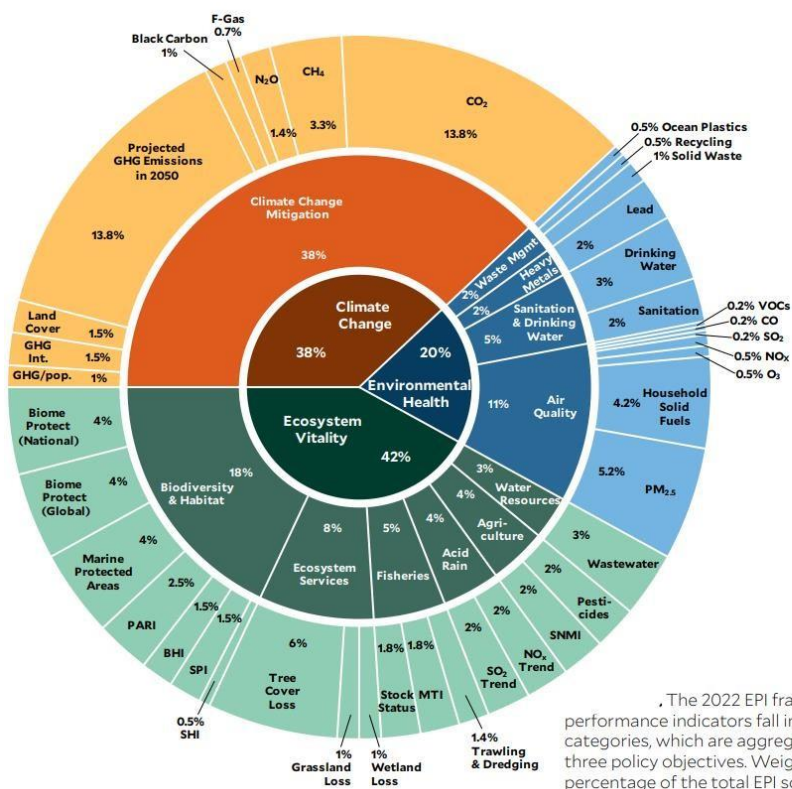 F-Gas
0.7%
Black Carbon
1%
N₂O
1.4%
CH₄
3.3%
CO₂
13.8%
Projected
GHG Emissions
in 2050
13.8%
Land
Cover
1.5%
GHG
Int.
1.5%
GHG/pop.
1%
0.5% Ocean Plastics
0.5% Recycling
1% Solid Waste
Lead
2%
Drinking
Water
3%
Sanitation
2%
0.2% VOCs
0.2% CO
0.2% SO₂
0.5% NOₓ
0.5% O₃
4.2%
Household
Solid
Fuels
5.2%
PM₂.₅
Climate Change
Mitigation
38%
Waste Mgmt
2%
Heavy
Metals
2%
Sanitation
& Drinking
Water
5%
11%
Air
Quality
Climate
Change
38%
20%
Environmental
Health
Ecosystem
Vitality
42%
18%
Biodiversity
& Habitat
8%
Ecosystem
Services
5%
Fisheries
4%
Acid
Rain
4%
Agri-
culture
3%
Water
Resources
Biome
Protect
(National)
4%
Biome
Protect
(Global)
4%
4%
Marine
Protected
Areas
2.5%
PARI
1.5%
BHI
1.5%
SPI
0.5%
SHI
6%
Tree
Cover
Loss
1%
Grassland
Loss
1%
Wetland
Loss
1.8%
Stock
Status
1.8%
MTI
1.4%
Trawling
& Dredging
2%
SO₂
Trend
2%
NOₓ
Trend
2%
SNMI
2%
Pesti-
cides
3%
Wastewater
. The 2022 EPI fra
performance indicators fall in
categories, which are aggreg
three policy objectives. Weig
percentage of the total EPI sc